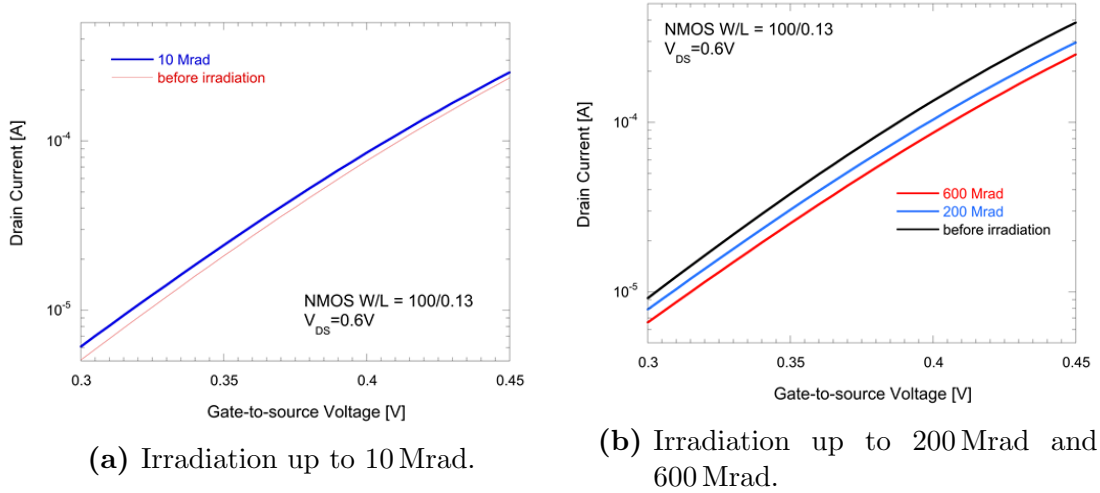 10 Mrad
before irradiation
Drain Current [A]
10⁻⁴
10⁻⁵
NMOS W/L = 100/0.13
V_DS=0.6V
0.3 0.35 0.4 0.45
Gate-to-source Voltage [V]
(a) Irradiation up to 10 Mrad.
NMOS W/L = 100/0.13
V_DS=0.6V
Drain Current [A]
10⁻⁴
10⁻⁵
600 Mrad
200 Mrad
before irradiation
0.3 0.35 0.4 0.45
Gate-to-source Voltage [V]
(b) Irradiation up to 200 Mrad and
600 Mrad.